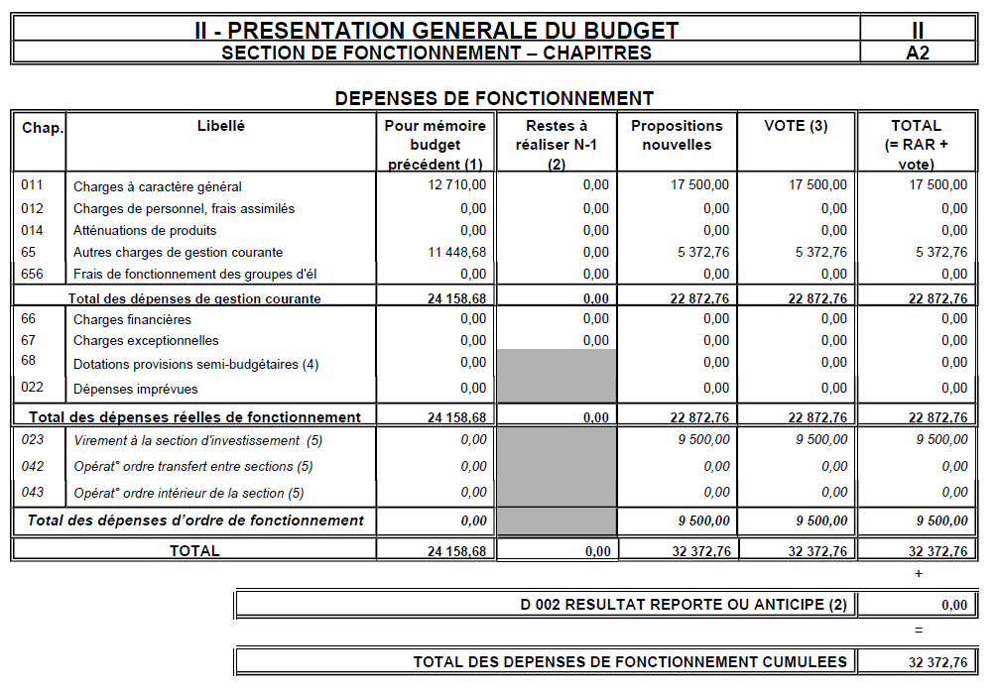 II - PRESENTATION GENERALE DU BUDGET II
SECTION DE FONCTIONNEMENT – CHAPITRES A2
DEPENSES DE FONCTIONNEMENT
Chap. Libellé Pour mémoire budget précédent (1) Restes à réaliser N-1 (2) Propositions nouvelles VOTE (3) TOTAL (= RAR + vote)
011 Charges à caractère général 12 710,00 0,00 17 500,00 17 500,00 17 500,00
012 Charges de personnel, frais assimilés 0,00 0,00 0,00 0,00 0,00
014 Atténuations de produits 0,00 0,00 0,00 0,00 0,00
65 Autres charges de gestion courante 11 448,68 0,00 5 372,76 5 372,76 5 372,76
656 Frais de fonctionnement des groupes d'él 0,00 0,00 0,00 0,00 0,00
Total des dépenses de gestion courante 24 158,68 0,00 22 872,76 22 872,76 22 872,76
66 Charges financières 0,00 0,00 0,00 0,00 0,00
67 Charges exceptionnelles 0,00 0,00 0,00 0,00 0,00
68 Dotations provisions semi-budgétaires (4) 0,00 0,00 0,00 0,00
022 Dépenses imprévues 0,00 0,00 0,00 0,00
Total des dépenses réelles de fonctionnement 24 158,68 0,00 22 872,76 22 872,76 22 872,76
023 Virement à la section d'investissement (5) 0,00 9 500,00 9 500,00 9 500,00
042 Opérat° ordre transfert entre sections (5) 0,00 0,00 0,00 0,00
043 Opérat° ordre intérieur de la section (5) 0,00 0,00 0,00 0,00
Total des dépenses d’ordre de fonctionnement 0,00 9 500,00 9 500,00 9 500,00
TOTAL 24 158,68 0,00 32 372,76 32 372,76 32 372,76
+
D 002 RESULTAT REPORTE OU ANTICIPE (2) 0,00
=
TOTAL DES DEPENSES DE FONCTIONNEMENT CUMULEES 32 372,76